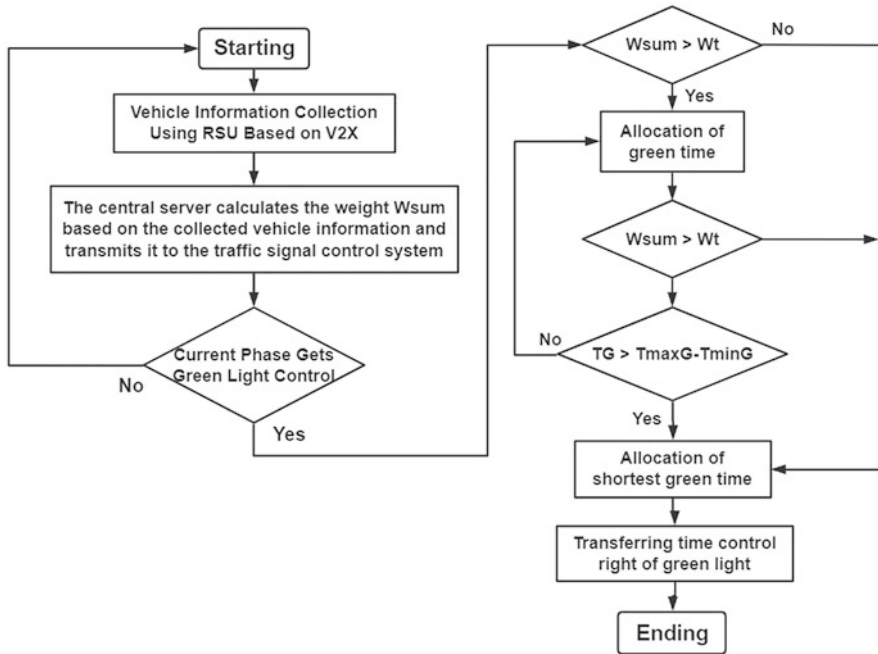 Starting
Vehicle Information Collection
Using RSU Based on V2X
The central server calculates the weight Wsum
based on the collected vehicle information and
transmits it to the traffic signal control system
Current Phase Gets
Green Light Control
No
Yes
Wsum > Wt
No
Yes
Allocation of
green time
Wsum > Wt
No
TG > TmaxG-TminG
Yes
Allocation of
shortest green time
Transferring time control
right of green light
Ending